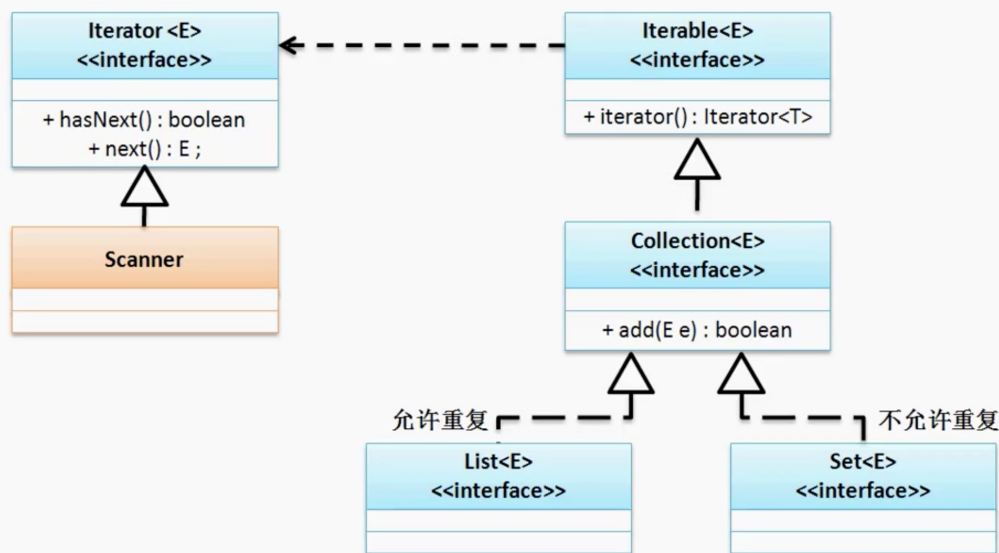 Iterator <E>
<<interface>>
+ hasNext() : boolean
+ next() : E ;
Iterable<E>
<<interface>>
+ iterator() : Iterator<T>
Scanner
Collection<E>
<<interface>>
+ add(E e) : boolean
允许重复
不允许重复
List<E>
<<interface>>
Set<E>
<<interface>>